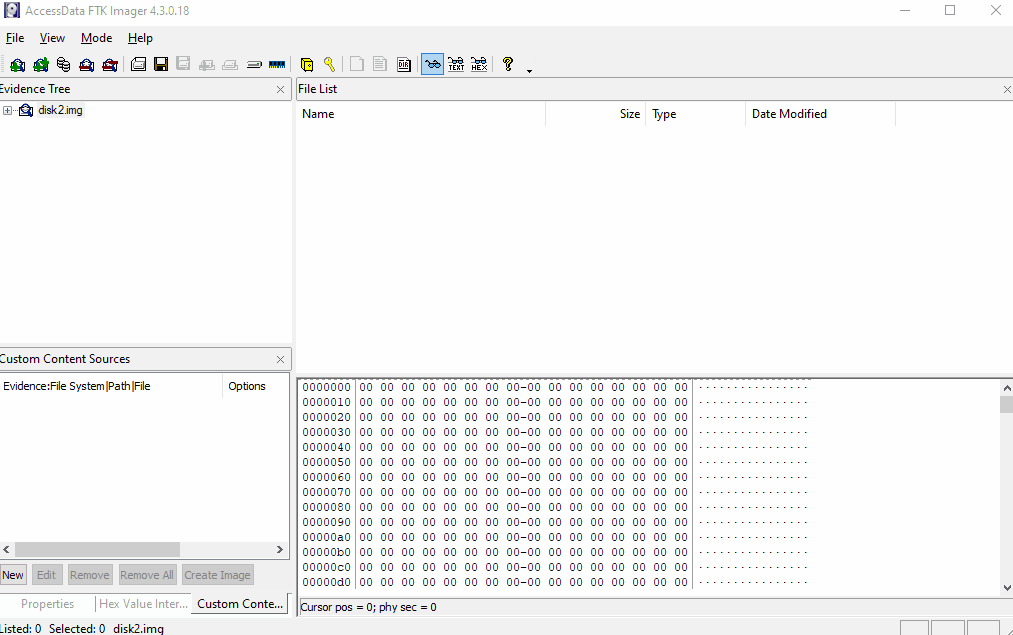 AccessData FTK Imager 4.3.0.18
File View Mode Help
DIR TEXT HEX ?
Evidence Tree
File List
disk2.img
Name Size Type Date Modified
Custom Content Sources
Evidence:File System|Path|File Options
0000000 00 00 00 00 00 00 00 00-00 00 00 00 00 00 00 00 ................
0000010 00 00 00 00 00 00 00 00-00 00 00 00 00 00 00 00 ................
0000020 00 00 00 00 00 00 00 00-00 00 00 00 00 00 00 00 ................
0000030 00 00 00 00 00 00 00 00-00 00 00 00 00 00 00 00 ................
0000040 00 00 00 00 00 00 00 00-00 00 00 00 00 00 00 00 ................
0000050 00 00 00 00 00 00 00 00-00 00 00 00 00 00 00 00 ................
0000060 00 00 00 00 00 00 00 00-00 00 00 00 00 00 00 00 ................
0000070 00 00 00 00 00 00 00 00-00 00 00 00 00 00 00 00 ................
0000080 00 00 00 00 00 00 00 00-00 00 00 00 00 00 00 00 ................
0000090 00 00 00 00 00 00 00 00-00 00 00 00 00 00 00 00 ................
00000a0 00 00 00 00 00 00 00 00-00 00 00 00 00 00 00 00 ................
00000b0 00 00 00 00 00 00 00 00-00 00 00 00 00 00 00 00 ................
00000c0 00 00 00 00 00 00 00 00-00 00 00 00 00 00 00 00 ................
00000d0 00 00 00 00 00 00 00 00-00 00 00 00 00 00 00 00 ................
New Edit Remove Remove All Create Image
Properties Hex Value Inter... Custom Conte...
Cursor pos = 0; phy sec = 0
Listed: 0 Selected: 0 disk2.img